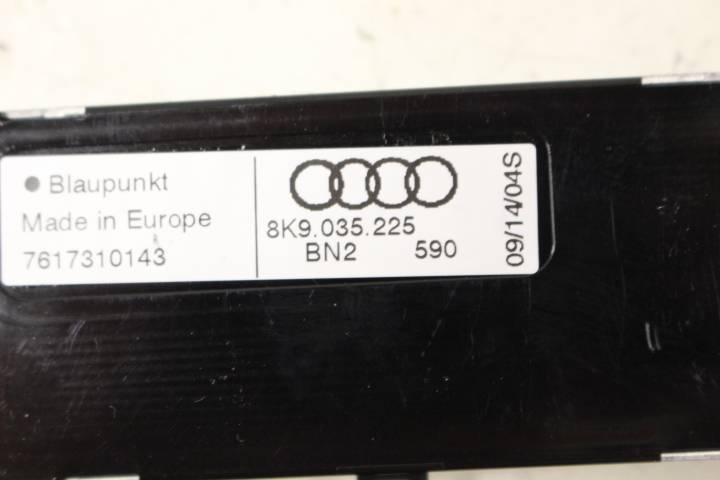 Blaupunkt
Made in Europe
7617310143
8K9.035.225
BN2 590
09/14/04S